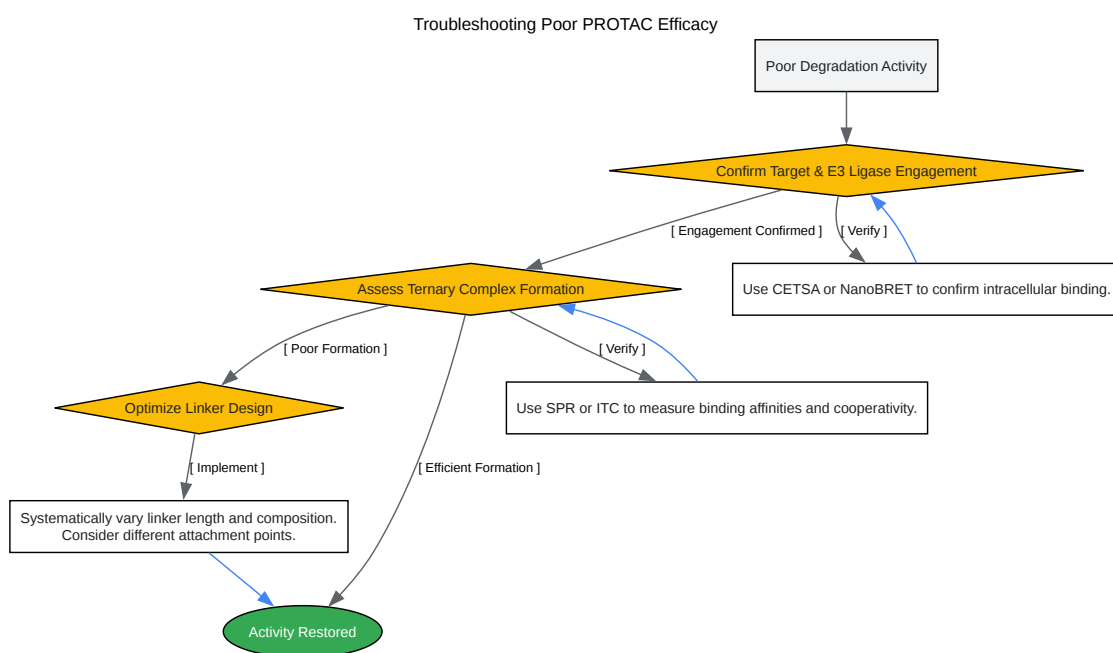 Troubleshooting Poor PROTAC Efficacy
Poor Degradation Activity
Confirm Target & E3 Ligase Engagement
[ Engagement Confirmed ]
[ Verify ]
Use CETSA or NanoBRET to confirm intracellular binding.
Assess Ternary Complex Formation
[ Poor Formation ]
[ Verify ]
Optimize Linker Design
Use SPR or ITC to measure binding affinities and cooperativity.
[ Implement ]
[ Efficient Formation ]
Systematically vary linker length and composition.
Consider different attachment points.
Activity Restored